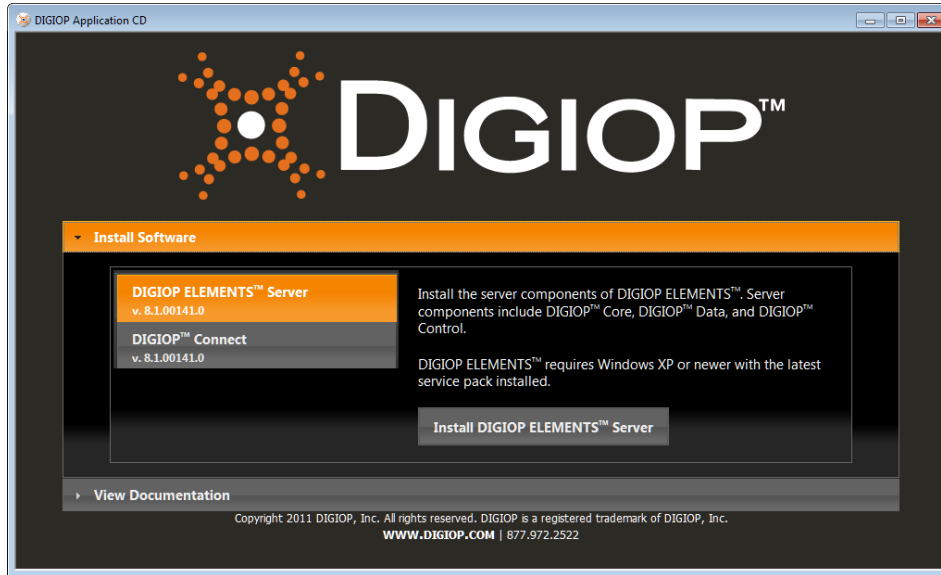 DIGIOP Application CD
DIGIOP™
Install Software
DIGIOP ELEMENTS™ Server
v. 8.1.00141.0
DIGIOP™ Connect
v. 8.1.00141.0
Install the server components of DIGIOP ELEMENTS™. Server
components include DIGIOP™ Core, DIGIOP™ Data, and DIGIOP™
Control.
DIGIOP ELEMENTS™ requires Windows XP or newer with the latest
service pack installed.
Install DIGIOP ELEMENTS™ Server
View Documentation
Copyright 2011 DIGIOP, Inc. All rights reserved. DIGIOP is a registered trademark of DIGIOP, Inc.
WWW.DIGIOP.COM | 877.972.2522